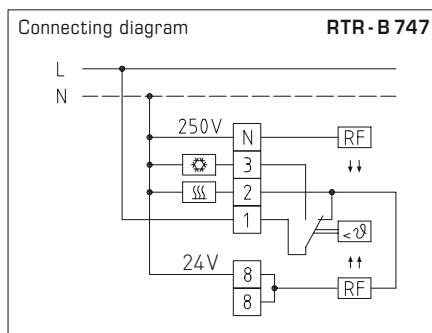 Connecting diagram RTR-B 747
L
N
250V N RF
3
2
1 <ϑ
24V 8 RF
8